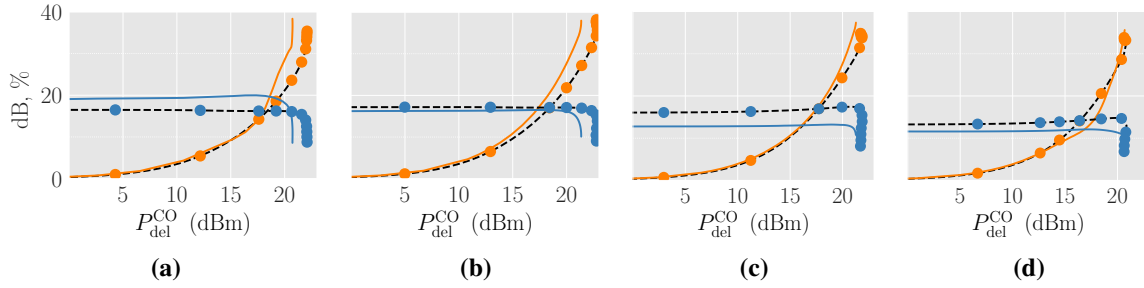 dB, %
40
20
0
5 10 15 20
P_del^CO (dBm)
(a)
5 10 15 20
P_del^CO (dBm)
(b)
5 10 15 20
P_del^CO (dBm)
(c)
5 10 15 20
P_del^CO (dBm)
(d)